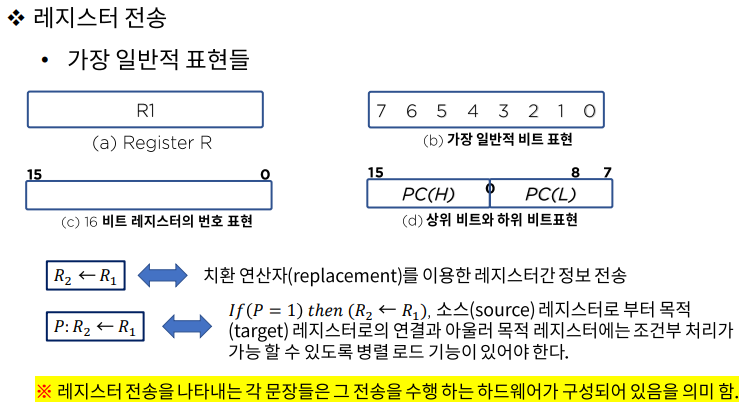 ❖ 레지스터 전송
• 가장 일반적 표현들
R1
(a) Register R
7 6 5 4 3 2 1 0
(b) 가장 일반적 비트 표현
15 0
(c) 16 비트 레지스터의 번호 표현
15 8 7
PC(H) 0 PC(L)
(d) 상위 비트와 하위 비트표현
R₂ ← R₁
치환 연산자(replacement)를 이용한 레지스터간 정보 전송
P: R₂ ← R₁
If(P = 1) then (R₂ ← R₁), 소스(source) 레지스터로 부터 목적
(target) 레지스터로의 연결과 아울러 목적 레지스터에는 조건부 처리가
가능 할 수 있도록 병렬 로드 기능이 있어야 한다.
※ 레지스터 전송을 나타내는 각 문장들은 그 전송을 수행 하는 하드웨어가 구성되어 있음을 의미 함.